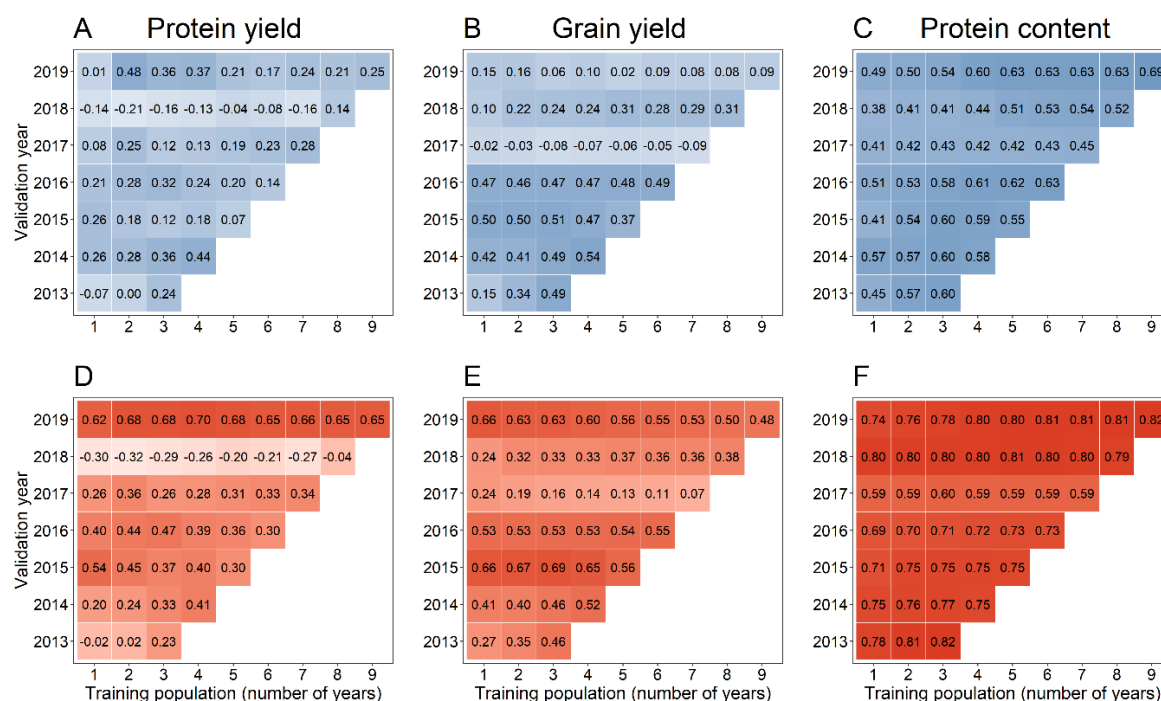 A Protein yield
B Grain yield
C Protein content
Validation year
2019 0.01 0.48 0.36 0.37 0.21 0.17 0.24 0.21 0.25
2018 -0.14 -0.21 -0.16 -0.13 -0.04 -0.08 -0.16 0.14
2017 0.08 0.25 0.12 0.13 0.19 0.23 0.28
2016 0.21 0.28 0.32 0.24 0.20 0.14
2015 0.26 0.18 0.12 0.18 0.07
2014 0.26 0.28 0.36 0.44
2013 -0.07 0.00 0.24
1 2 3 4 5 6 7 8 9
2019 0.15 0.16 0.06 0.10 0.02 0.09 0.08 0.08 0.09
2018 0.10 0.22 0.24 0.24 0.31 0.28 0.29 0.31
2017 -0.02 -0.03 -0.08 -0.07 -0.06 -0.05 -0.09
2016 0.47 0.46 0.47 0.47 0.48 0.49
2015 0.50 0.50 0.51 0.47 0.37
2014 0.42 0.41 0.49 0.54
2013 0.15 0.34 0.49
1 2 3 4 5 6 7 8 9
2019 0.49 0.50 0.54 0.60 0.63 0.63 0.63 0.63 0.69
2018 0.38 0.41 0.41 0.44 0.51 0.53 0.54 0.52
2017 0.41 0.42 0.43 0.42 0.42 0.43 0.45
2016 0.51 0.53 0.58 0.61 0.62 0.63
2015 0.41 0.54 0.60 0.59 0.55
2014 0.57 0.57 0.60 0.58
2013 0.45 0.57 0.60
1 2 3 4 5 6 7 8 9
D
E
F
Validation year
2019 0.62 0.68 0.68 0.70 0.68 0.65 0.66 0.65 0.65
2018 -0.30 -0.32 -0.29 -0.26 -0.20 -0.21 -0.27 -0.04
2017 0.26 0.36 0.26 0.28 0.31 0.33 0.34
2016 0.40 0.44 0.47 0.39 0.36 0.30
2015 0.54 0.45 0.37 0.40 0.30
2014 0.20 0.24 0.33 0.41
2013 -0.02 0.02 0.23
1 2 3 4 5 6 7 8 9
Training population (number of years)
2019 0.66 0.63 0.63 0.60 0.56 0.55 0.53 0.50 0.48
2018 0.24 0.32 0.33 0.33 0.37 0.36 0.36 0.38
2017 0.24 0.19 0.16 0.14 0.13 0.11 0.07
2016 0.53 0.53 0.53 0.53 0.54 0.55
2015 0.66 0.67 0.69 0.65 0.56
2014 0.41 0.40 0.46 0.52
2013 0.27 0.35 0.46
1 2 3 4 5 6 7 8 9
Training population (number of years)
2019 0.74 0.76 0.78 0.80 0.80 0.81 0.81 0.81 0.82
2018 0.80 0.80 0.80 0.80 0.81 0.80 0.80 0.79
2017 0.59 0.59 0.60 0.59 0.59 0.59 0.59
2016 0.69 0.70 0.71 0.72 0.73 0.73
2015 0.71 0.75 0.75 0.75 0.75
2014 0.75 0.76 0.77 0.75
2013 0.78 0.81 0.82
1 2 3 4 5 6 7 8 9
Training population (number of years)